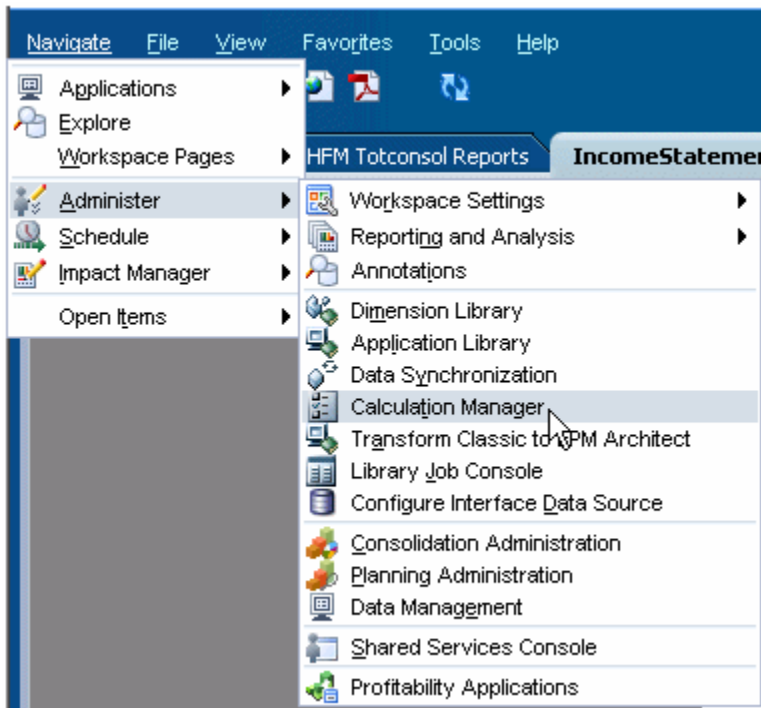 Navigate File View Favorites Tools Help
Applications
Explore
Workspace Pages
HFM Totconsol Reports
Administer
Schedule
Impact Manager
Open Items
Workspace Settings
Reporting and Analysis
Annotations
Dimension Library
Application Library
Data Synchronization
Calculation Manager
Transform Classic to EPM Architect
Library Job Console
Configure Interface Data Source
Consolidation Administration
Planning Administration
Data Management
Shared Services Console
Profitability Applications